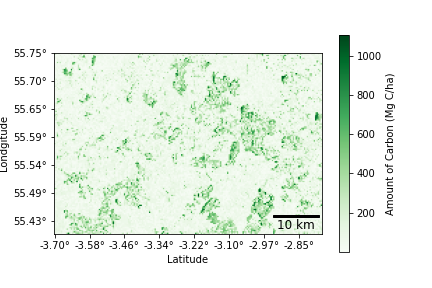 55.75°
55.70°
55.65°
55.59°
55.54°
55.49°
55.43°
Londgitude
-3.70° -3.58° -3.46° -3.34° -3.22° -3.10° -2.97° -2.85°
Latitude
10 km
1000
800
600
400
200
Amount of Carbon (Mg C/ha)